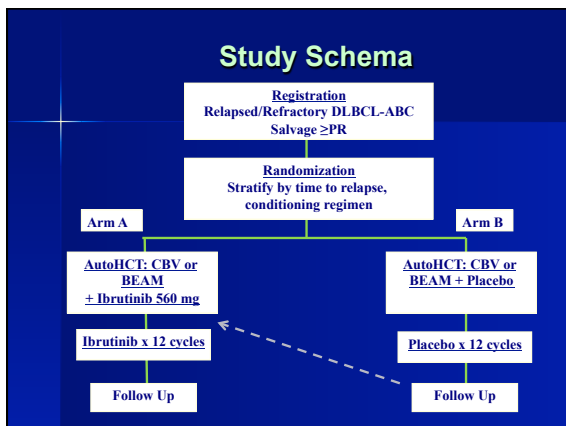 Study Schema
Registration
Relapsed/Refractory DLBCL-ABC
Salvage ≥PR
Randomization
Stratify by time to relapse,
conditioning regimen
Arm A
Arm B
AutoHCT: CBV or
BEAM
+ Ibrutinib 560 mg
AutoHCT: CBV or
BEAM + Placebo
Ibrutinib x 12 cycles
Placebo x 12 cycles
Follow Up
Follow Up